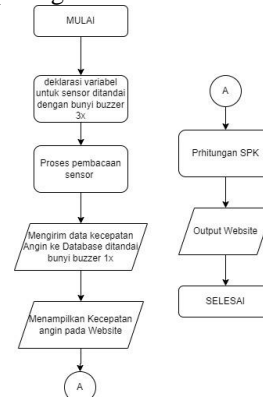 MULAI
deklarasi variabel
untuk sensor ditandai
dengan bunyi buzzer
3x
Proses pembacaan
sensor
Mengirim data kecepatan
Angin ke Database ditandai
bunyi buzzer 1x
Menampilkan Kecepatan
angin pada Website
A
A
Prhitungan SPK
Output Website
SELESAI